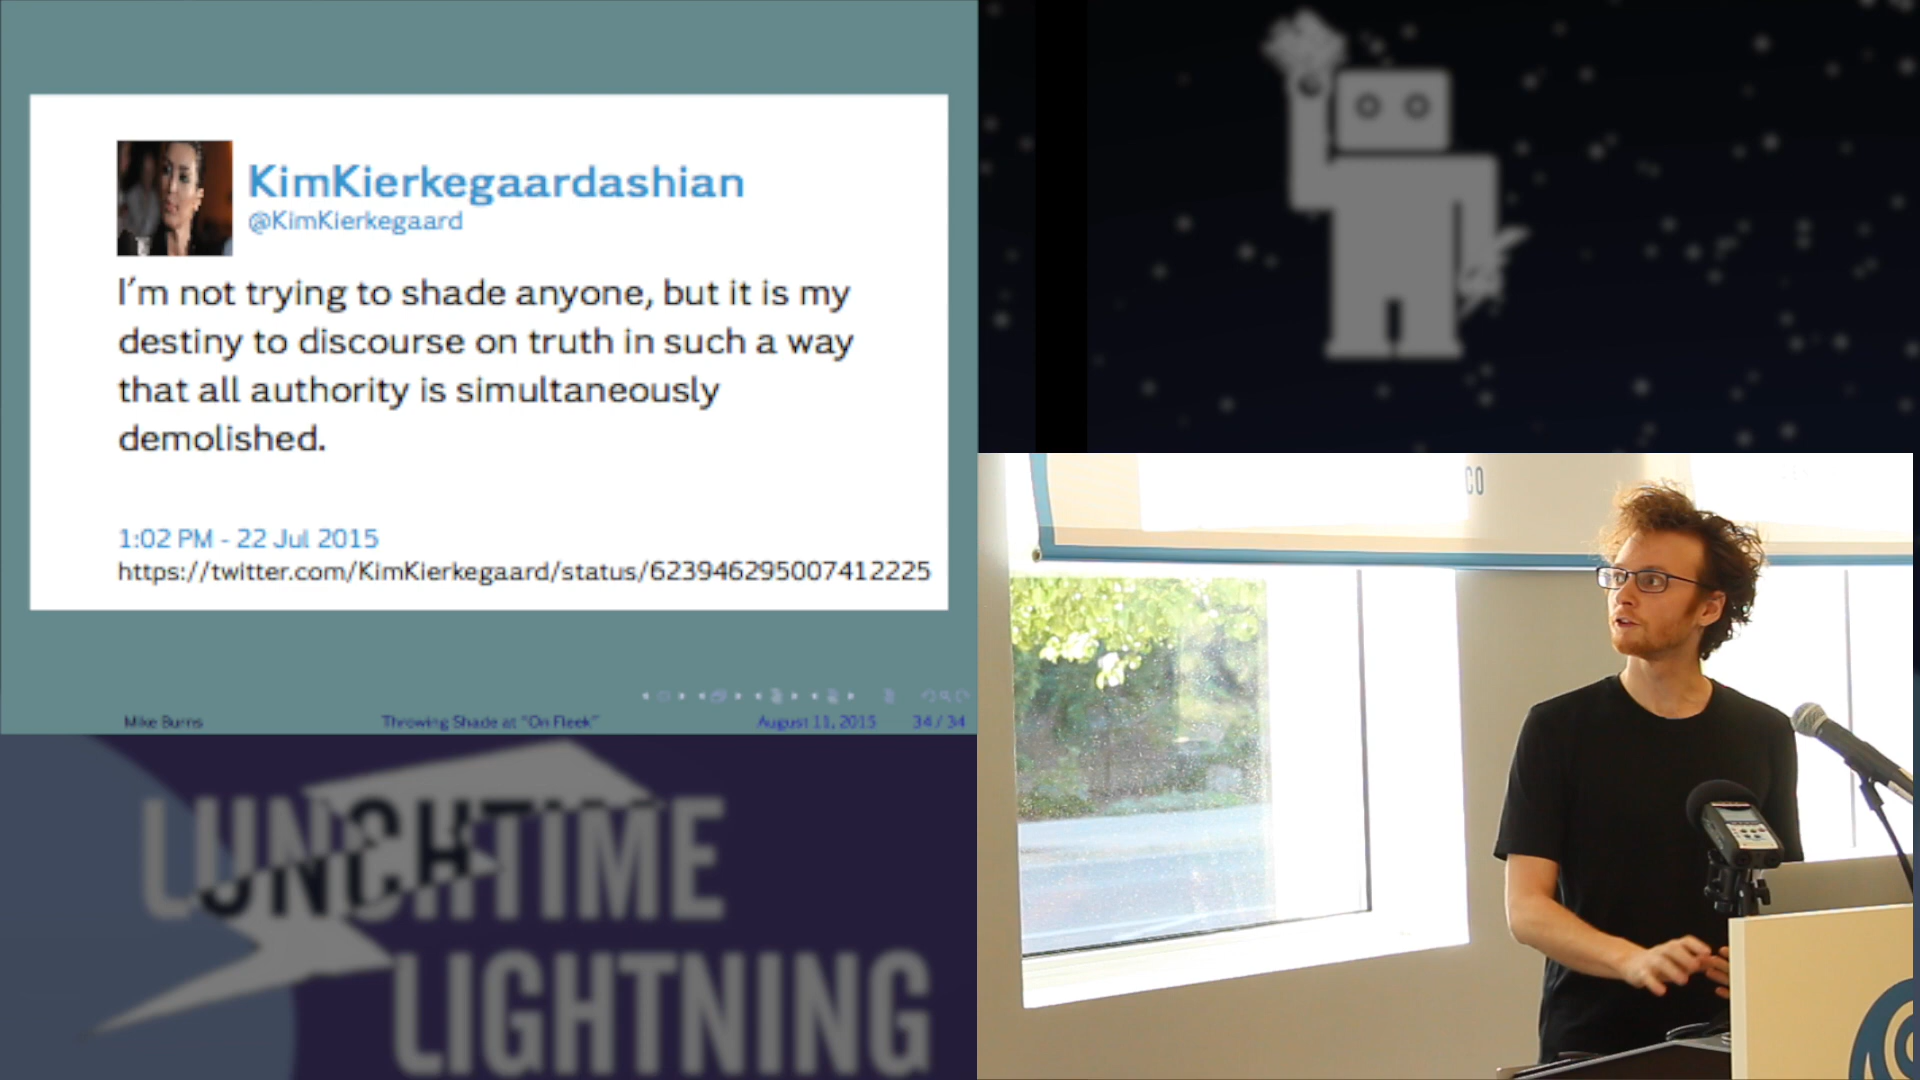 KimKierkegaardashian
@KimKierkegaard
I'm not trying to shade anyone, but it is my
destiny to discourse on truth in such a way
that all authority is simultaneously
demolished.
1:02 PM - 22 Jul 2015
https://twitter.com/KimKierkegaard/status/623946295007412225
Mike Burns Throwing Shade at "On Fleek" August 11, 2015 34 / 34
LUNCHTIME
LIGHTNING
CO